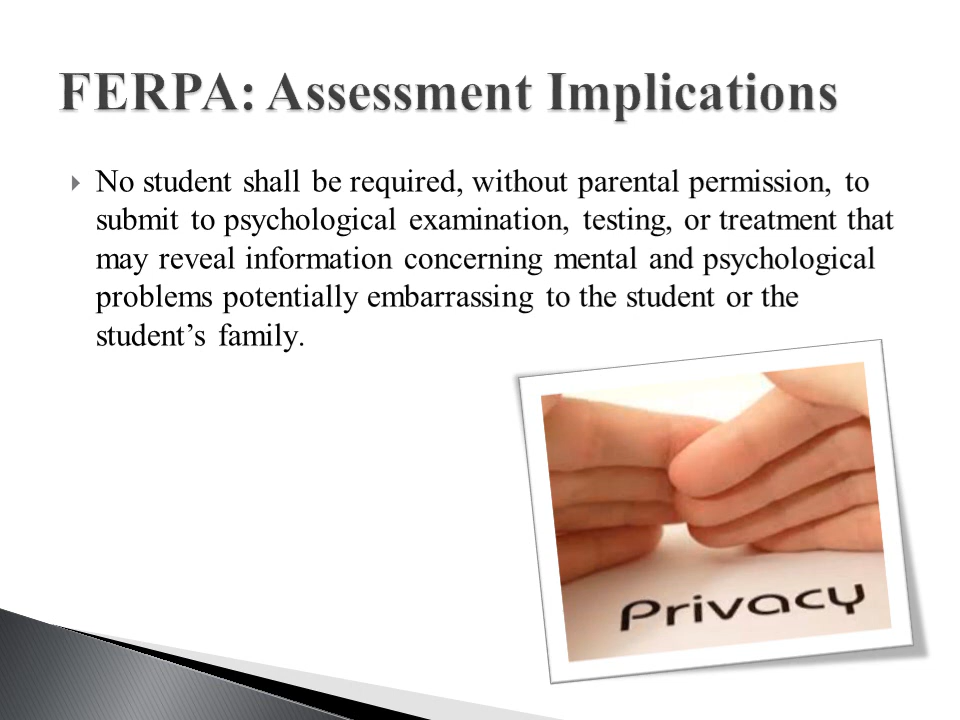 FERPA: Assessment Implications
No student shall be required, without parental permission, to
submit to psychological examination, testing, or treatment that
may reveal information concerning mental and psychological
problems potentially embarrassing to the student or the
student’s family.
Privacy